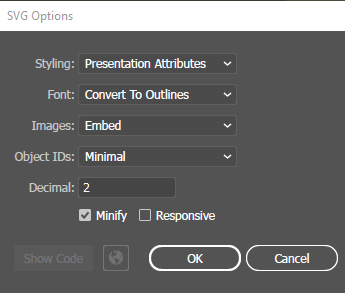 SVG Options
Styling: Presentation Attributes
Font: Convert To Outlines
Images: Embed
Object IDs: Minimal
Decimal: 2
Minify Responsive
Show Code OK Cancel